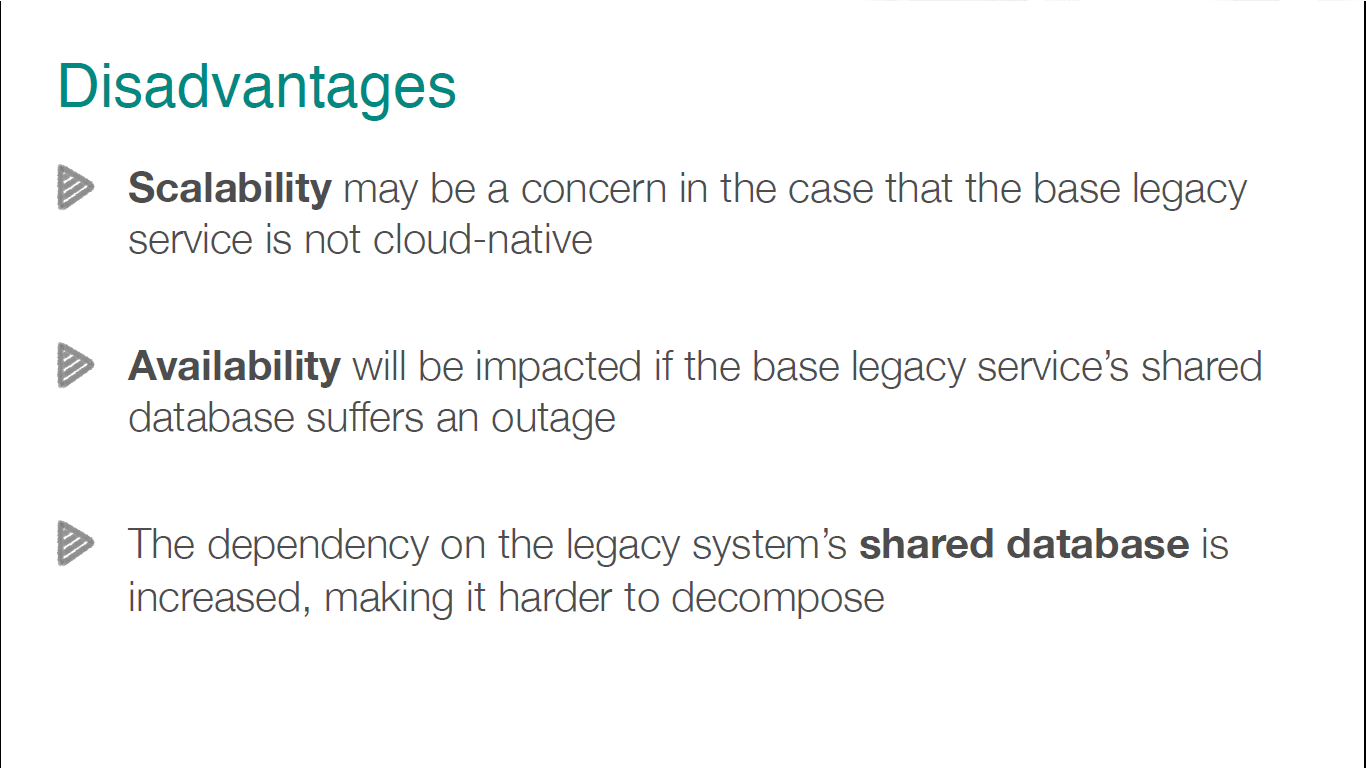 Disadvantages
Scalability may be a concern in the case that the base legacy
service is not cloud-native
Availability will be impacted if the base legacy service’s shared
database suffers an outage
The dependency on the legacy system’s shared database is
increased, making it harder to decompose